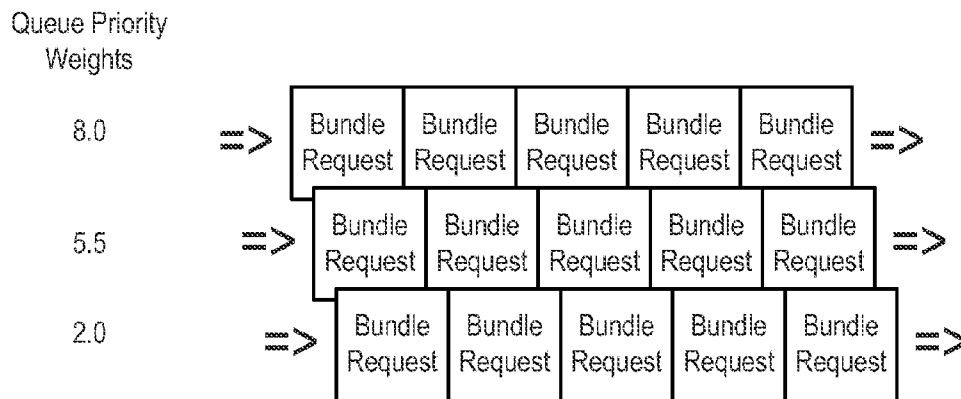 Queue Priority
Weights
8.0
=> Bundle Request Bundle Request Bundle Request Bundle Request Bundle Request =>
5.5
=> Bundle Request Bundle Request Bundle Request Bundle Request Bundle Request =>
2.0
=> Bundle Request Bundle Request Bundle Request Bundle Request Bundle Request =>